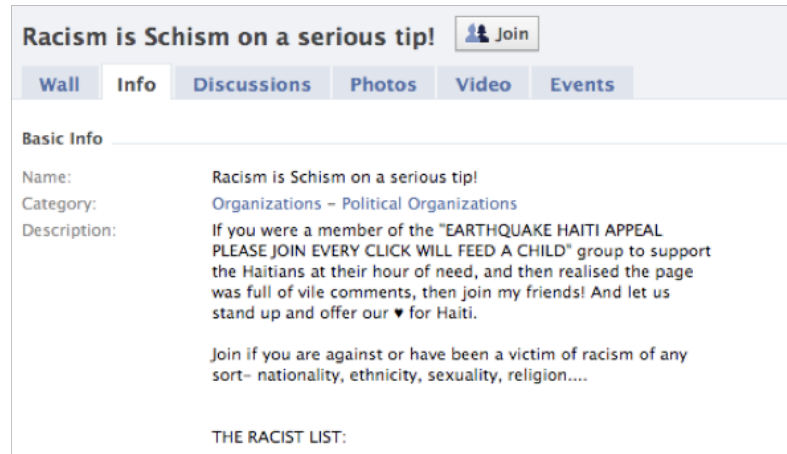 Racism is Schism on a serious tip! Join
Wall Info Discussions Photos Video Events
Basic Info
Name: Racism is Schism on a serious tip!
Category: Organizations – Political Organizations
Description: If you were a member of the "EARTHQUAKE HAITI APPEAL
PLEASE JOIN EVERY CLICK WILL FEED A CHILD" group to support
the Haitians at their hour of need, and then realised the page
was full of vile comments, then join my friends! And let us
stand up and offer our ♥ for Haiti.
Join if you are against or have been a victim of racism of any
sort– nationality, ethnicity, sexuality, religion....
THE RACIST LIST: